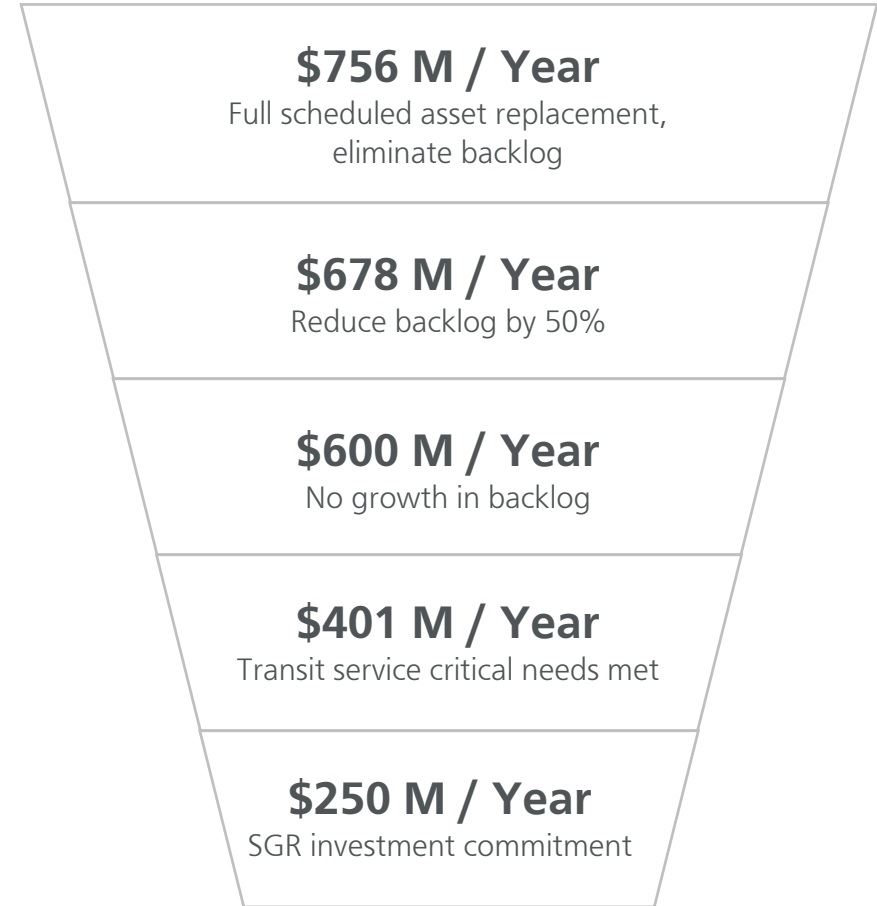 $756 M / Year
Full scheduled asset replacement,
eliminate backlog
$678 M / Year
Reduce backlog by 50%
$600 M / Year
No growth in backlog
$401 M / Year
Transit service critical needs met
$250 M / Year
SGR investment commitment